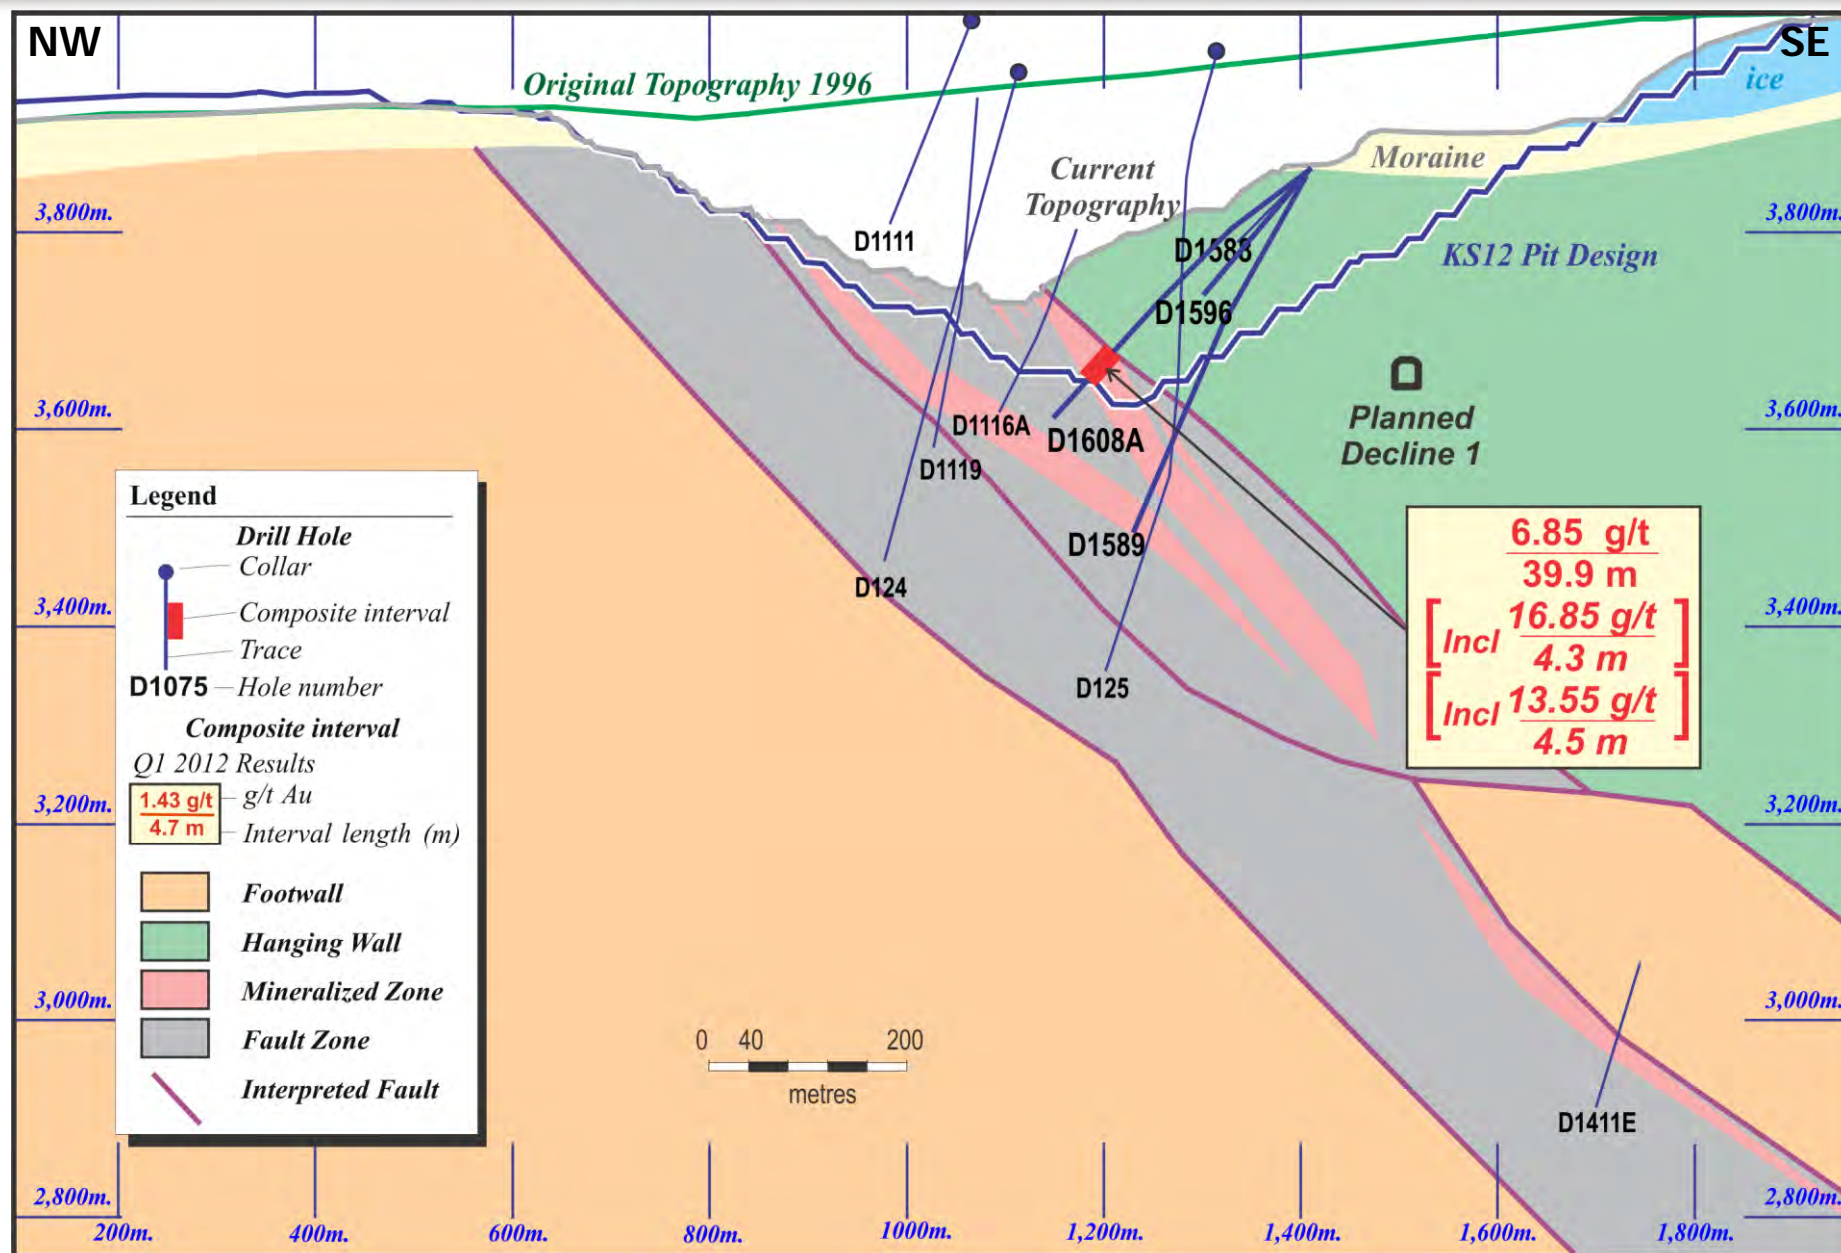 NW
SE
Original Topography 1996
ice
Current
Topography
Moraine
3,800m.
3,800m.
D1111
D1583
KS12 Pit Design
D1596
3,600m.
3,600m.
Planned
Decline 1
D1116A
D1608A
D1119
D1589
D124
D125
3,400m.
3,400m.
6.85 g/t
39.9 m
[Incl 16.85 g/t
4.3 m]
[Incl 13.55 g/t
4.5 m]
Legend
Drill Hole
Collar
Composite interval
Trace
D1075 Hole number
Composite interval
Q1 2012 Results
1.43 g/t g/t Au
4.7 m Interval length (m)
Footwall
Hanging Wall
Mineralized Zone
Fault Zone
Interpreted Fault
3,200m.
3,200m.
3,000m.
3,000m.
0 40 200
metres
D1411E
2,800m.
2,800m.
200m. 400m. 600m. 800m. 1000m. 1,200m. 1,400m. 1,600m. 1,800m.